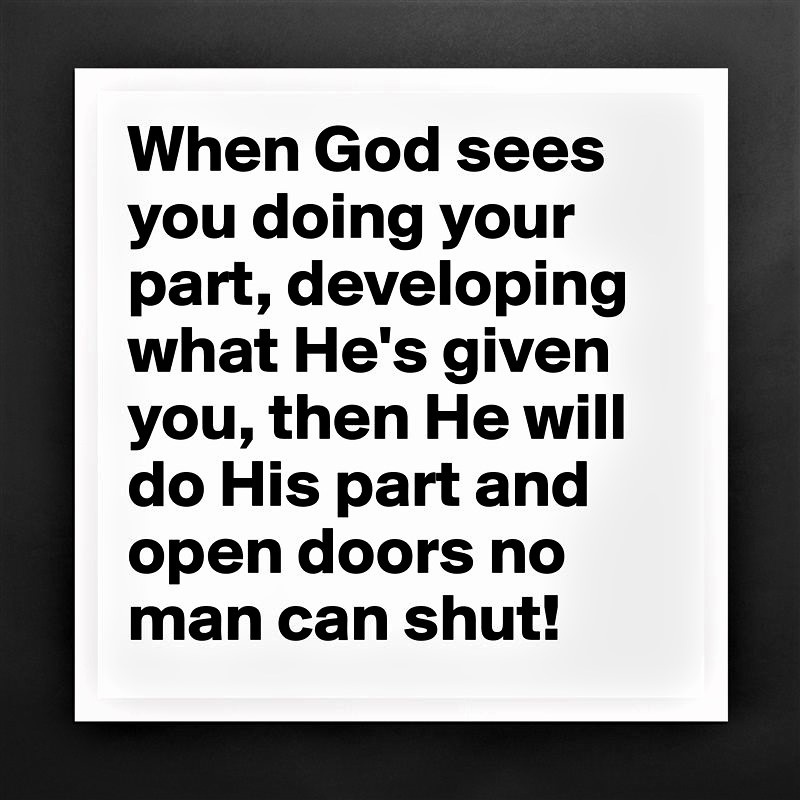 When God sees
you doing your
part, developing
what He's given
you, then He will
do His part and
open doors no
man can shut!